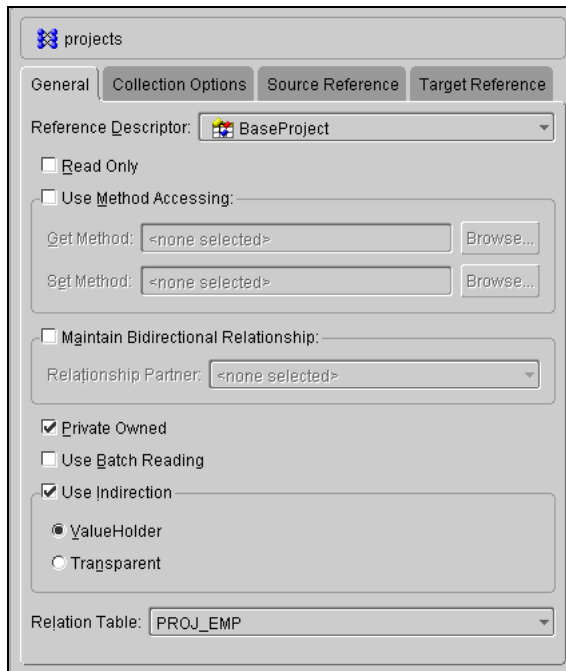 projects
General Collection Options Source Reference Target Reference
Reference Descriptor: BaseProject
Read Only
Use Method Accessing:
Get Method: <none selected> Browse...
Set Method: <none selected> Browse...
Maintain Bidirectional Relationship:
Relationship Partner: <none selected>
Private Owned
Use Batch Reading
Use Indirection
ValueHolder
Transparent
Relation Table: PROJ_EMP